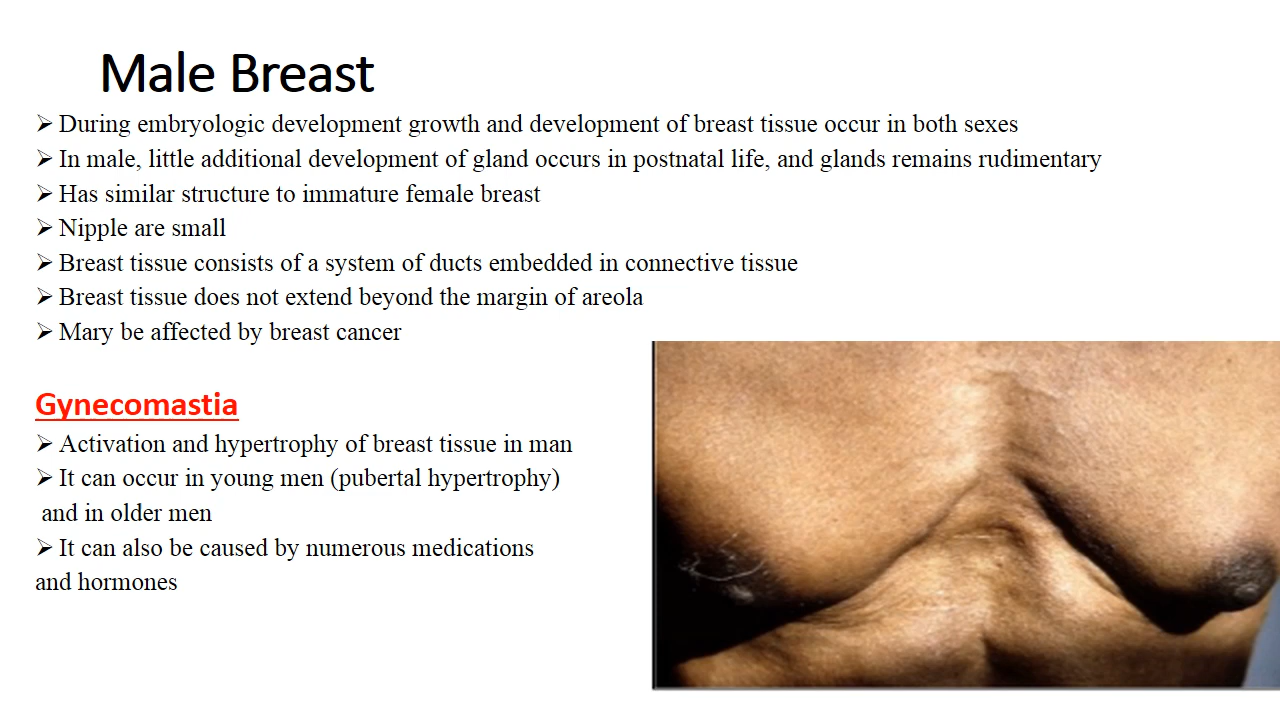 Male Breast
➢ During embryologic development growth and development of breast tissue occur in both sexes
➢ In male, little additional development of gland occurs in postnatal life, and glands remains rudimentary
➢ Has similar structure to immature female breast
➢ Nipple are small
➢ Breast tissue consists of a system of ducts embedded in connective tissue
➢ Breast tissue does not extend beyond the margin of areola
➢ Mary be affected by breast cancer
Gynecomastia
➢ Activation and hypertrophy of breast tissue in man
➢ It can occur in young men (pubertal hypertrophy)
and in older men
➢ It can also be caused by numerous medications
and hormones